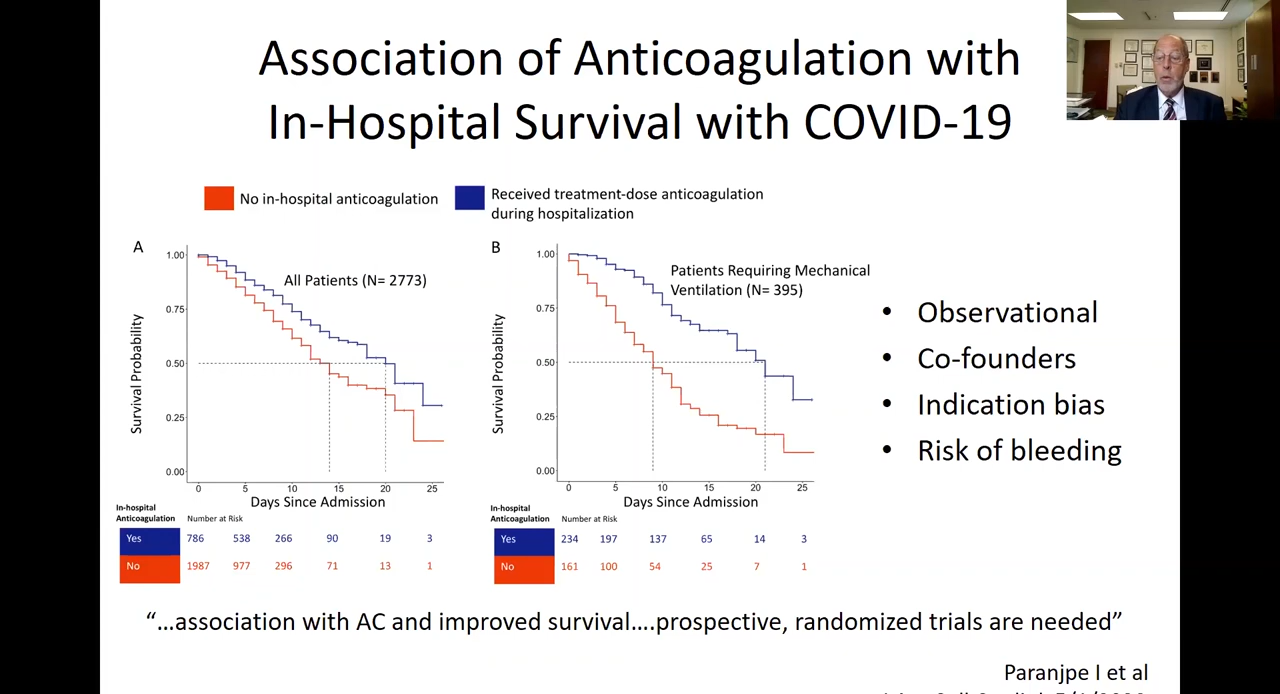 Association of Anticoagulation with
In-Hospital Survival with COVID-19
No in-hospital anticoagulation
Received treatment-dose anticoagulation
during hospitalization
A
All Patients (N= 2773)
Survival Probability
1.00
0.75
0.50
0.25
0.00
0 5 10 15 20 25
Days Since Admission
In-hospital
Anticoagulation
Number at Risk
Yes 786 538 266 90 19 3
No 1987 977 296 71 13 1
B
Patients Requiring Mechanical
Ventilation (N= 395)
Survival Probability
1.00
0.75
0.50
0.25
0.00
0 5 10 15 20 25
Days Since Admission
In-hospital
Anticoagulation
Number at Risk
Yes 234 197 137 65 14 3
No 161 100 54 25 7 1
• Observational
• Co-founders
• Indication bias
• Risk of bleeding
“…association with AC and improved survival….prospective, randomized trials are needed”
Paranjpe I et al